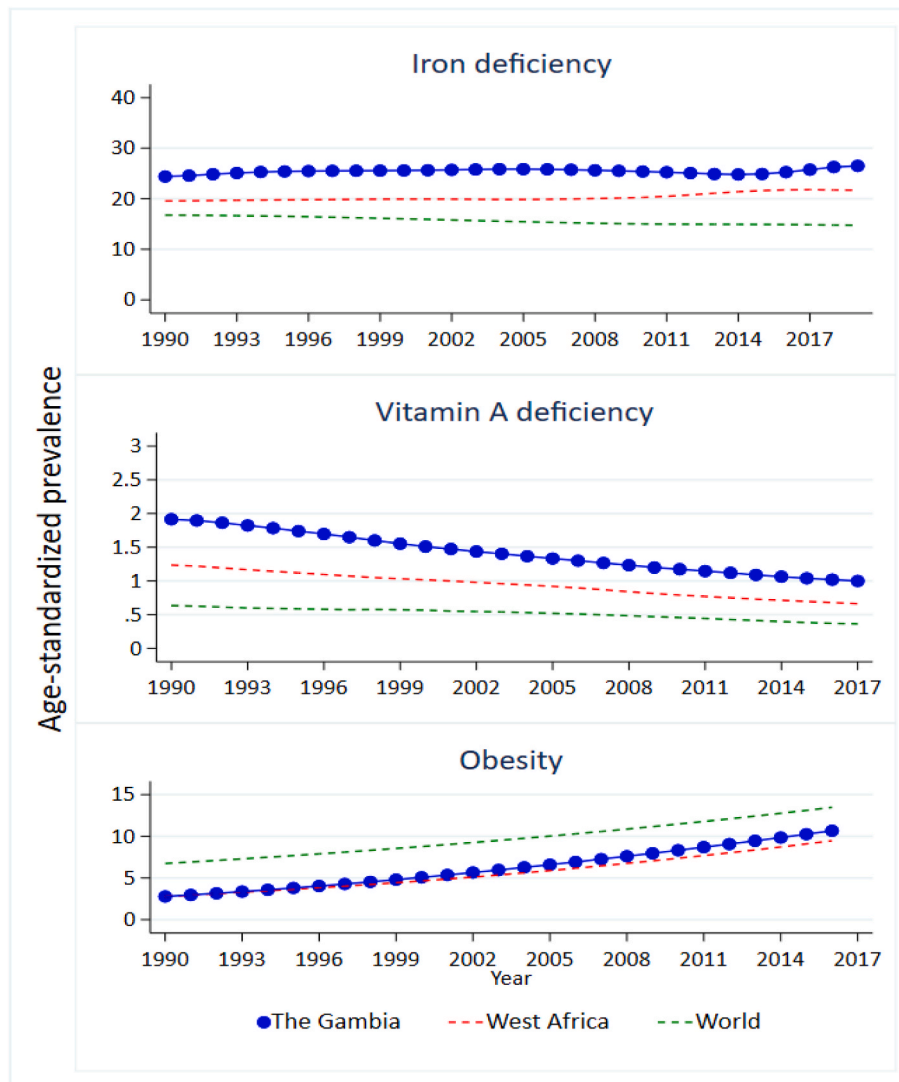 Iron deficiency
40
30
20
10
0
1990 1993 1996 1999 2002 2005 2008 2011 2014 2017
Age-standardized prevalence
Vitamin A deficiency
3
2.5
2
1.5
1
.5
0
1990 1993 1996 1999 2002 2005 2008 2011 2014 2017
Obesity
15
10
5
0
1990 1993 1996 1999 2002 2005 2008 2011 2014 2017
Year
The Gambia West Africa World